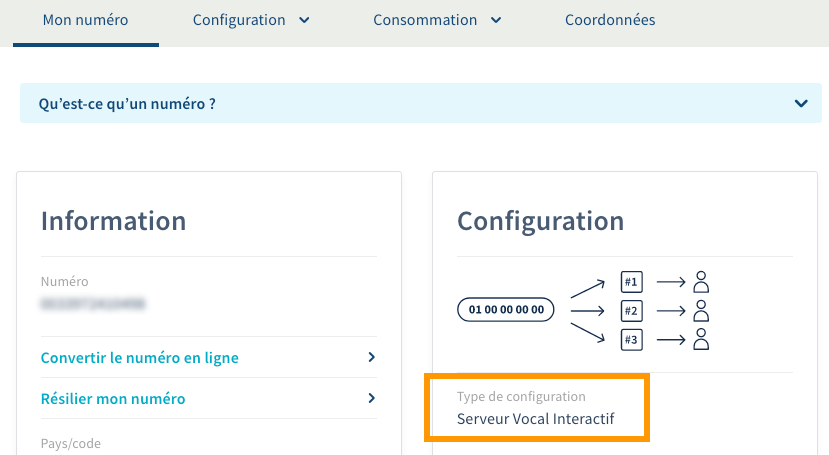 Mon numéro Configuration Consommation Coordonnées
Qu’est-ce qu’un numéro ?
Information
Numéro
Convertir le numéro en ligne
Résilier mon numéro
Pays/code
Configuration
01 00 00 00 00
#1
#2
#3
Type de configuration
Serveur Vocal Interactif